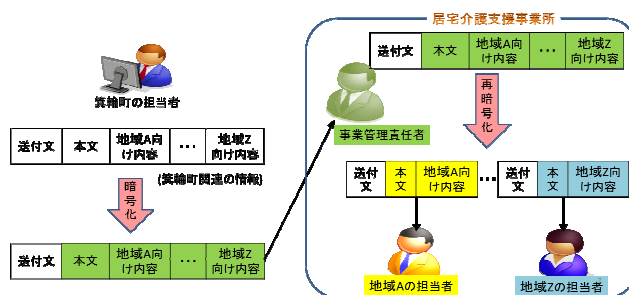 居宅介護支援事業所
送付文 本文 地域A向
け内容 ・・・ 地域Z
向け内容
箕輪町の担当者
事業管理責任者
再暗号化
送付文 本文 地域A向
け内容 ・・・ 地域Z
向け内容
(箕輪町関連の情報)
暗号化
送付
文 本
文 地域A向
け内容 ・・・ 送付
文 本
文 地域Z向
け内容
送付文 本文 地域A向
け内容 ・・・ 地域Z
向け内容
地域Aの担当者
地域Zの担当者